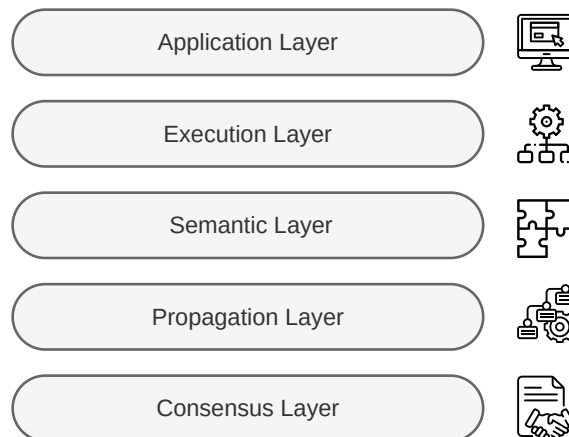 Application Layer
Execution Layer
Semantic Layer
Propagation Layer
Consensus Layer